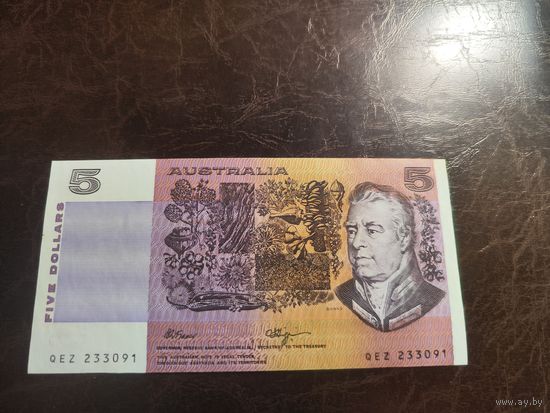 AUSTRALIA
5
5
FIVE DOLLARS
GOVERNOR, RESERVE BANK OF AUSTRALIA. SECRETARY TO THE TREASURY
THIS AUSTRALIAN NOTE IS LEGAL TENDER
THROUGHOUT AUSTRALIA AND ITS TERRITORIES
QEZ 233091
QEZ 233091
www.ay.by